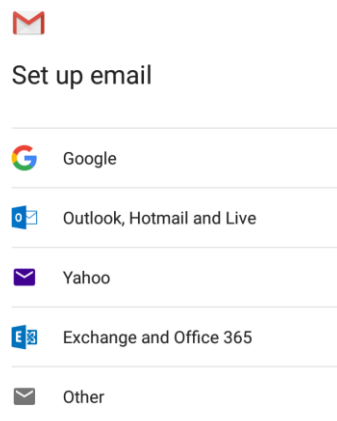 Set up email
Google
Outlook, Hotmail and Live
Yahoo
Exchange and Office 365
Other